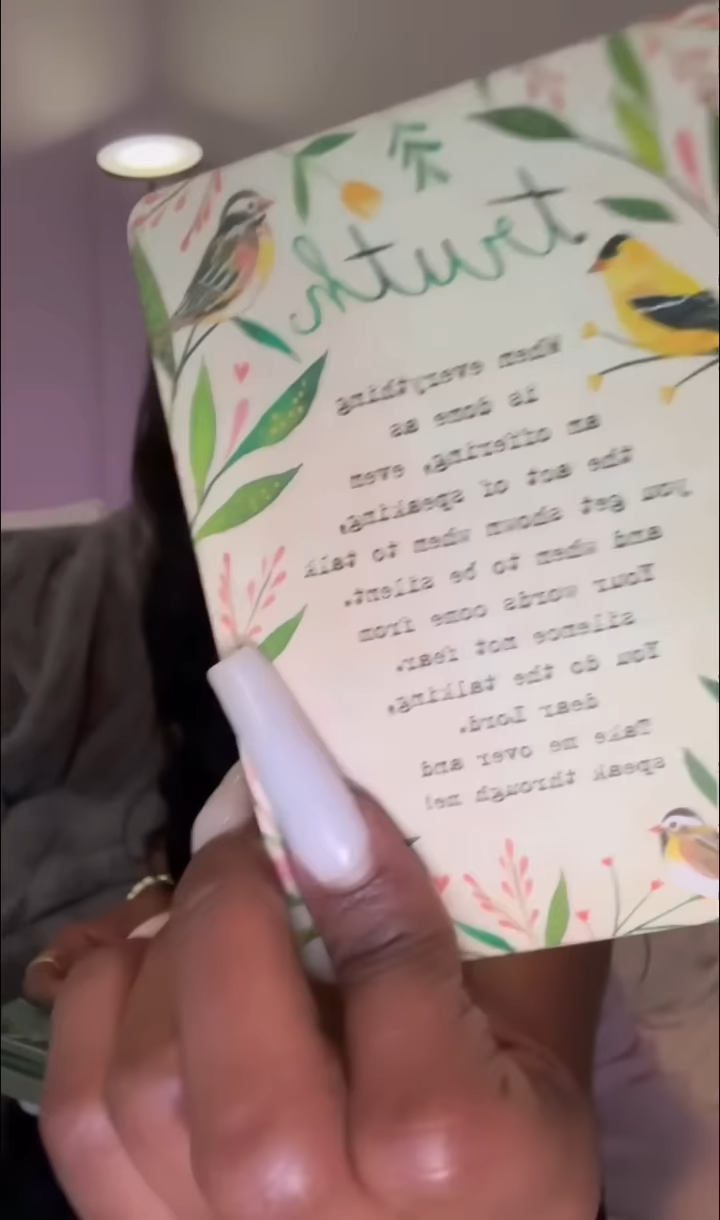 truth
When everything
is done as
an offering, even
the act of speaking,
you get shown when to talk
and when to be silent.
Your words come from
silence not fear.
You do the talking,
dear Lord.
Take me over and
speak through me!